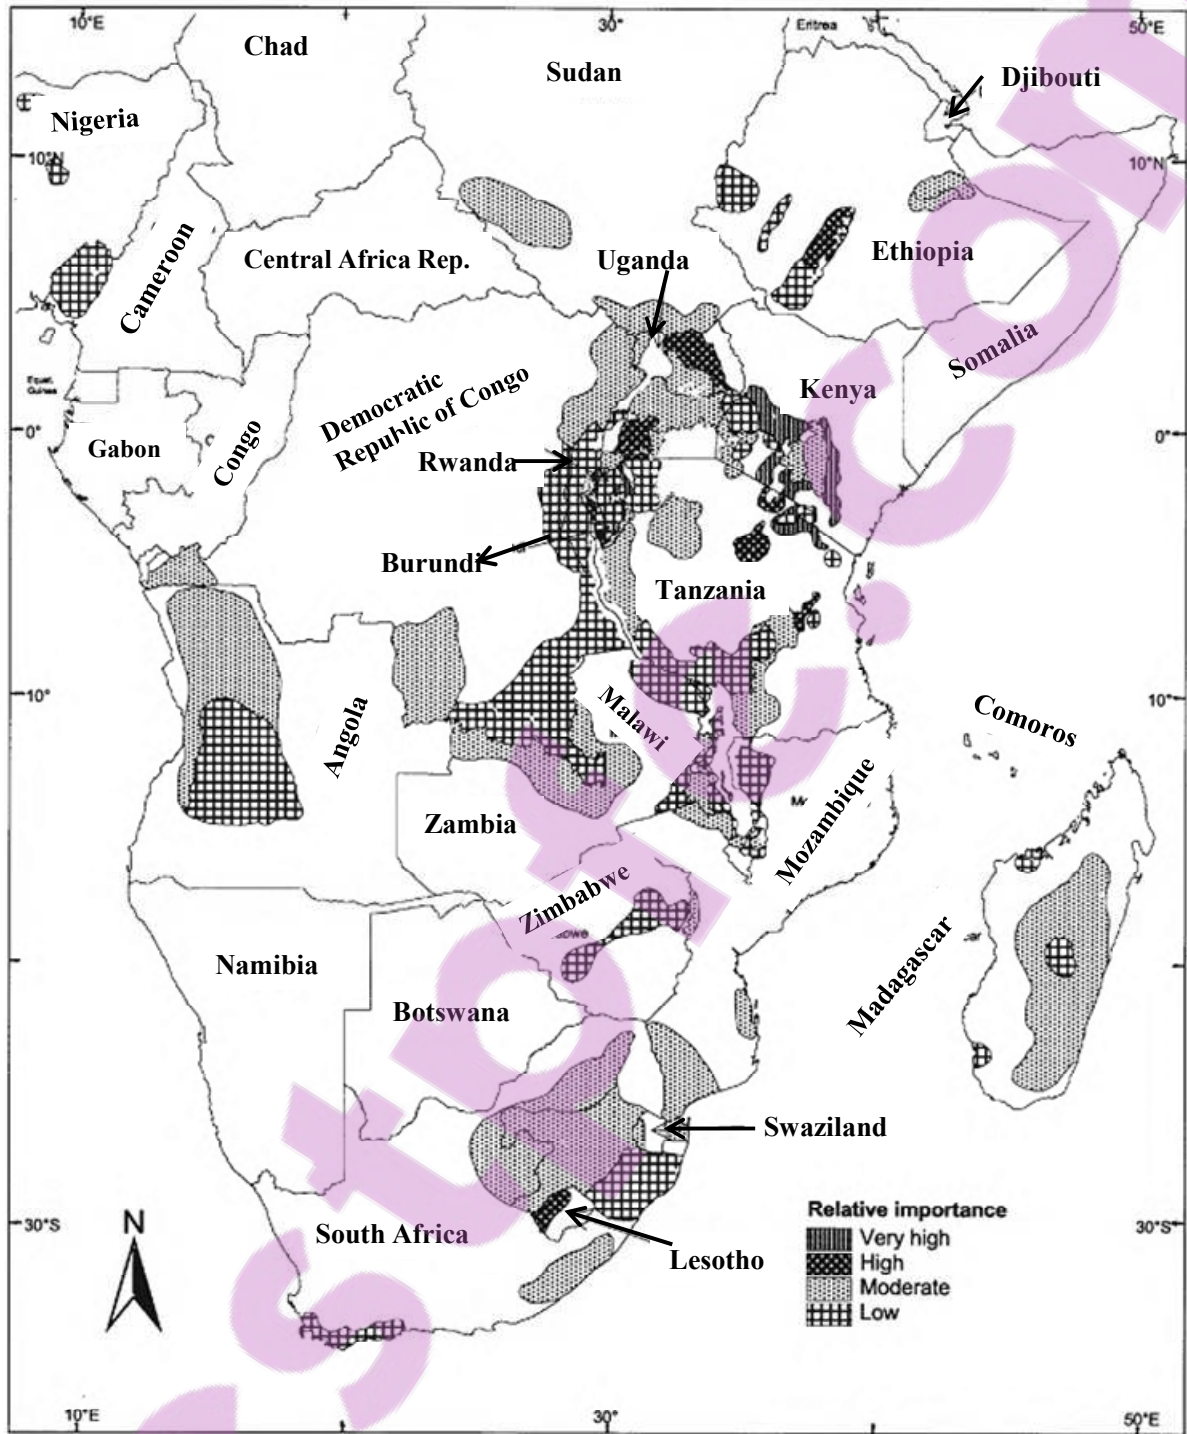 10°E
30°
50°E
Eritrea
Chad
Sudan
Djibouti
Nigeria
10°N
10°N
Cameroon
Central Africa Rep.
Uganda
Ethiopia
Somalia
Equat.
Guinea
Democratic
Republic of Congo
Kenya
0°
0°
Gabon
Congo
Rwanda
Burundi
Tanzania
10°
10°
Angola
Malawi
Comoros
Zambia
Mozambique
Zimbabwe
Namibia
Madagascar
Botswana
Swaziland
30°S
30°S
N
South Africa
Lesotho
Relative importance
Very high
High
Moderate
Low
10°E
30°
50°E